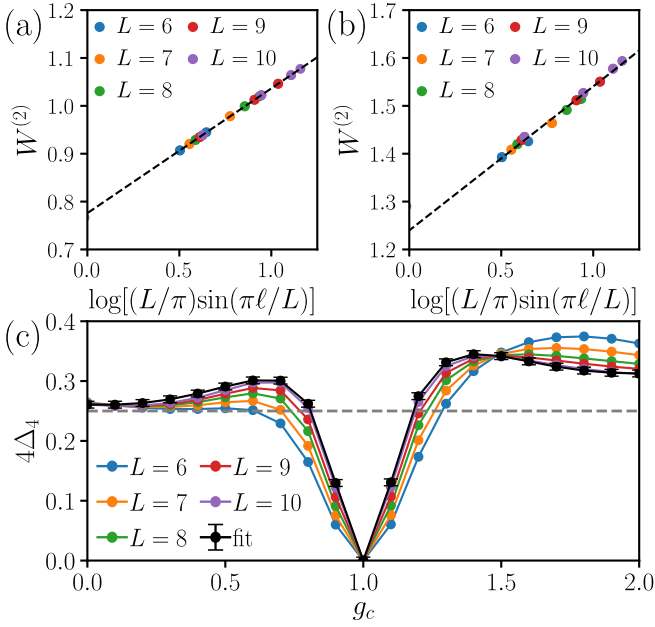 (a)
1.2
1.1
1.0
0.9
0.8
0.7
W^{(2)}
L = 6
L = 7
L = 8
L = 9
L = 10
0.0
0.5
1.0
log[(L/π)sin(πℓ/L)]
(b)
1.7
1.6
1.5
1.4
1.3
1.2
W^{(2)}
L = 6
L = 7
L = 8
L = 9
L = 10
0.0
0.5
1.0
log[(L/π)sin(πℓ/L)]
(c)
0.4
0.3
0.2
0.1
0.0
4Δ_4
L = 6
L = 7
L = 8
L = 9
L = 10
fit
0.0
0.5
1.0
1.5
2.0
g_c